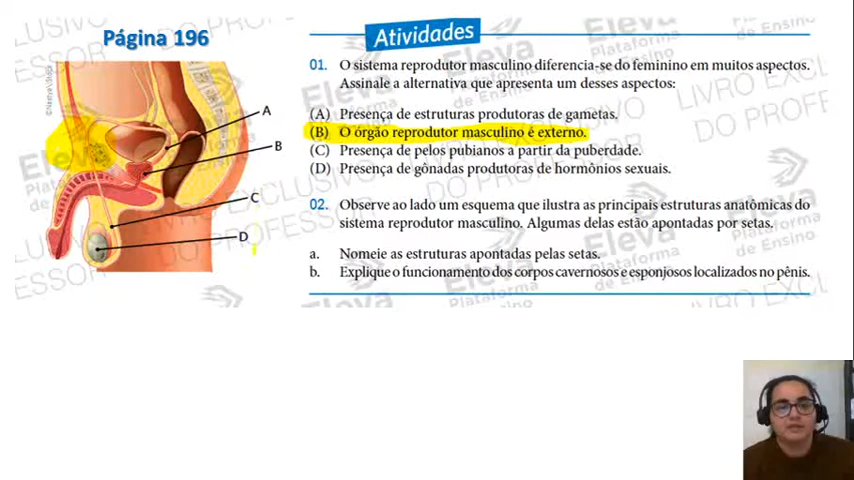 Página 196
Atividades
01. O sistema reprodutor masculino diferencia-se do feminino em muitos aspectos.
Assinale a alternativa que apresenta um desses aspectos:
(A) Presença de estruturas produtoras de gametas.
(B) O órgão reprodutor masculino é externo.
(C) Presença de pelos pubianos a partir da puberdade.
(D) Presença de gônadas produtoras de hormônios sexuais.
02. Observe ao lado um esquema que ilustra as principais estruturas anatômicas do
sistema reprodutor masculino. Algumas delas estão apontadas por setas.
a. Nomeie as estruturas apontadas pelas setas.
b. Explique o funcionamento dos corpos cavernosos e esponjosos localizados no pênis.
A
B
C
D
Eleva
Plataforma
de Ensino
LIVRO EXCL
DO PROFESSOR